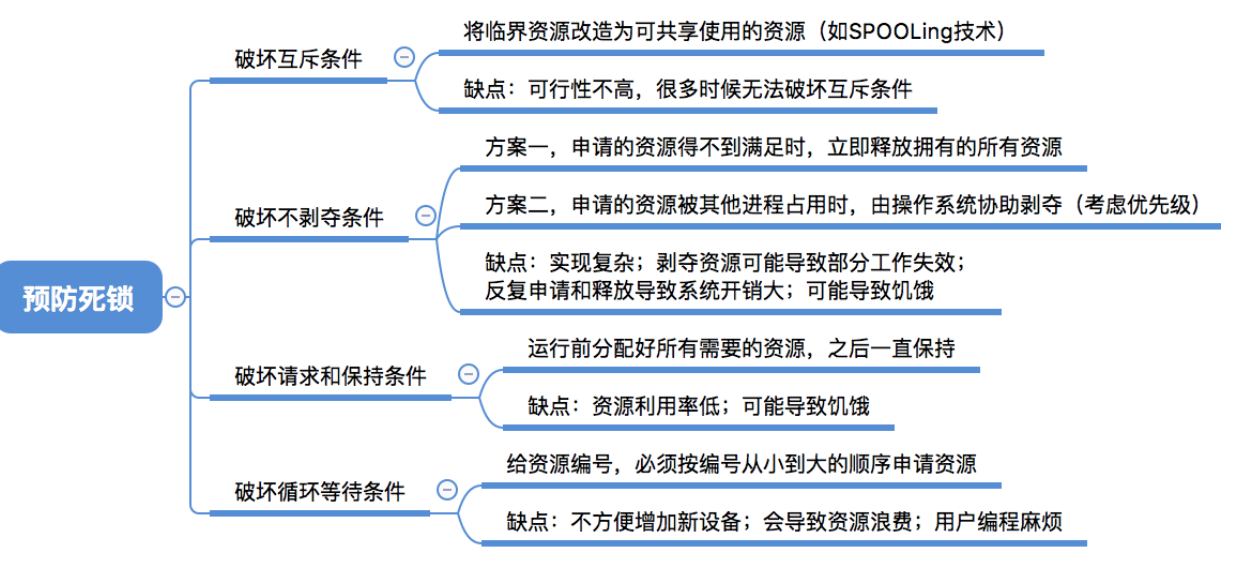 预防死锁
破坏互斥条件
将临界资源改造为可共享使用的资源（如SPOOLing技术）
缺点：可行性不高，很多时候无法破坏互斥条件
破坏不剥夺条件
方案一，申请的资源得不到满足时，立即释放拥有的所有资源
方案二，申请的资源被其他进程占用时，由操作系统协助剥夺（考虑优先级）
缺点：实现复杂；剥夺资源可能导致部分工作失效；
反复申请和释放导致系统开销大；可能导致饥饿
破坏请求和保持条件
运行前分配好所有需要的资源，之后一直保持
缺点：资源利用率低；可能导致饥饿
破坏循环等待条件
给资源编号，必须按编号从小到大的顺序申请资源
缺点：不方便增加新设备；会导致资源浪费；用户编程麻烦